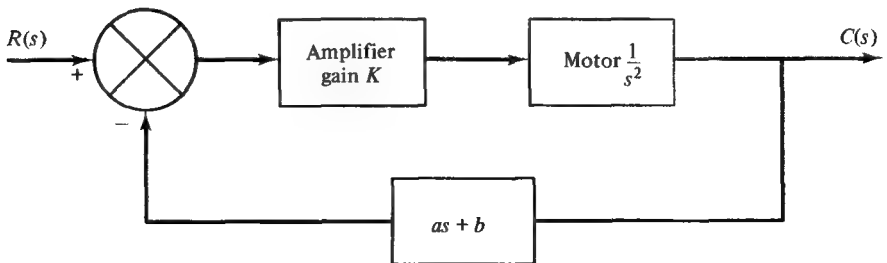 R(s)
C(s)
+
−
Amplifier
gain K
Motor 1/s²
as + b